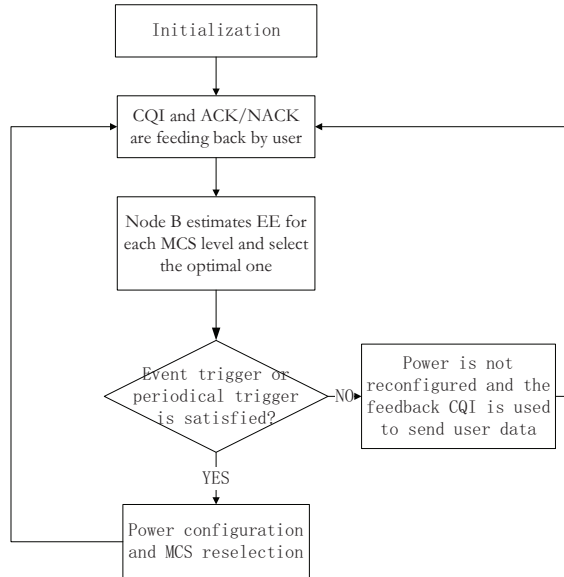 Initialization
CQI and ACK/NACK
are feeding back by user
Node B estimates EE for
each MCS level and select
the optimal one
Event trigger or
periodical trigger
is satisfied?
NO
Power is not
reconfigured and the
feedback CQI is used
to send user data
YES
Power configuration
and MCS reselection